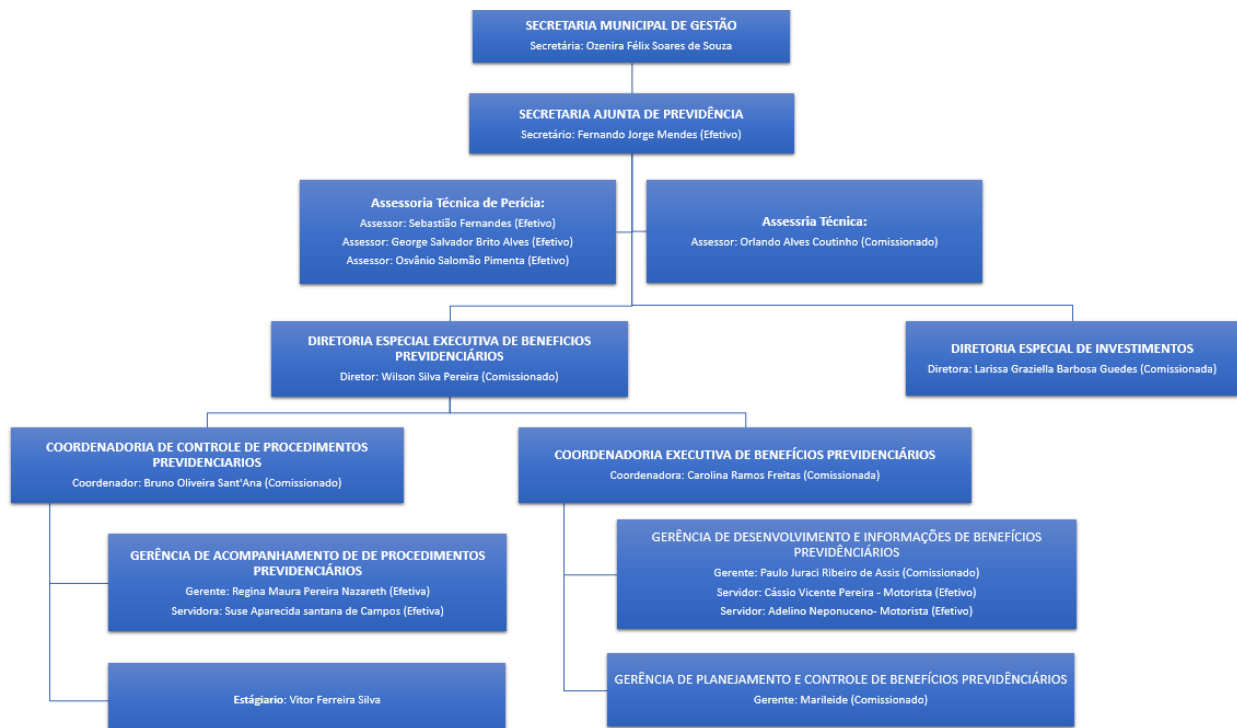 SECRETARIA MUNICIPAL DE GESTÃO
Secretária: Ozenira Félix Soares de Souza
SECRETARIA AJUNTA DE PREVIDÊNCIA
Secretário: Fernando Jorge Mendes (Efetivo)
Assessoria Técnica de Perícia:
Assessor: Sebastião Fernandes (Efetivo)
Assessor: George Salvador Brito Alves (Efetivo)
Assessor: Osvânio Salomão Pimenta (Efetivo)
Assessria Técnica:
Assessor: Orlando Alves Coutinho (Comissionado)
DIRETORIA ESPECIAL EXECUTIVA DE BENEFICIOS
PREVIDENCIÁRIOS
Diretor: Wilson Silva Pereira (Comissionado)
DIRETORIA ESPECIAL DE INVESTIMENTOS
Diretora: Larissa Graziella Barbosa Guedes (Comissionada)
COORDENADORIA DE CONTROLE DE PROCEDIMENTOS
PREVIDENCIARIOS
Coordenador: Bruno Oliveira Sant'Ana (Comissionado)
COORDENADORIA EXECUTIVA DE BENEFÍCIOS PREVIDENCIÁRIOS
Coordenadora: Carolina Ramos Freitas (Comissionada)
GERÊNCIA DE ACOMPANHAMENTO DE DE PROCEDIMENTOS
PREVIDENCIÁRIOS
Gerente: Regina Maura Pereira Nazareth (Efetiva)
Servidora: Suse Aparecida santana de Campos (Efetiva)
GERÊNCIA DE DESENVOLVIMENTO E INFORMAÇÕES DE BENEFÍCIOS
PREVIDÊNCIÁRIOS
Gerente: Paulo Juraci Ribeiro de Assis (Comissionado)
Servidor: Cássio Vicente Pereira - Motorista (Efetivo)
Servidor: Adelino Neponuceno- Motorista (Efetivo)
Estágiario: Vitor Ferreira Silva
GERÊNCIA DE PLANEJAMENTO E CONTROLE DE BENEFÍCIOS PREVIDÊNCIÁRIOS
Gerente: Marileide (Comissionado)